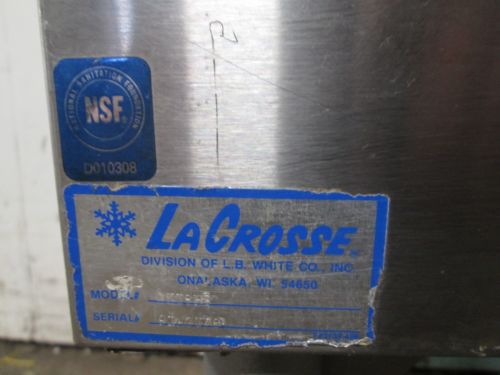 NATIONAL SANITATION FOUNDATION
NSF
D010308
LACROSSE
DIVISION OF L.B. WHITE CO., INC
ONALASKA, WI. 54650
MODEL#
SERIAL#